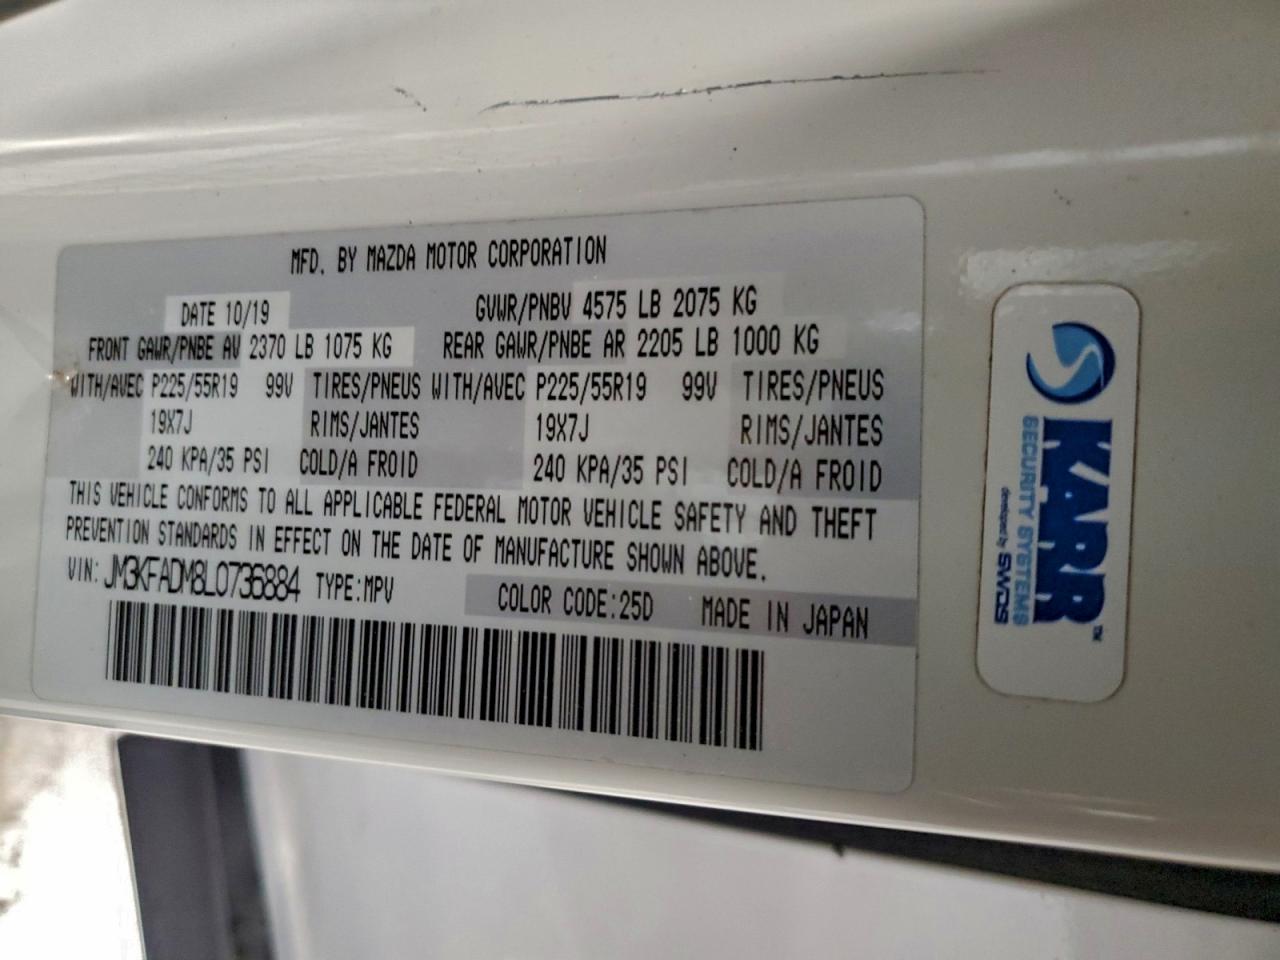 MFD. BY MAZDA MOTOR CORPORATION
DATE 10/19 GVWR/PNBV 4575 LB 2075 KG
FRONT GAWR/PNBE AV 2370 LB 1075 KG REAR GAWR/PNBE AR 2205 LB 1000 KG
WITH/AVEC P225/55R19 99V TIRES/PNEUS WITH/AVEC P225/55R19 99V TIRES/PNEUS
19X7J RIMS/JANTES 19X7J RIMS/JANTES
240 KPA/35 PSI COLD/A FROID 240 KPA/35 PSI COLD/A FROID
THIS VEHICLE CONFORMS TO ALL APPLICABLE FEDERAL MOTOR VEHICLE SAFETY AND THEFT
PREVENTION STANDARDS IN EFFECT ON THE DATE OF MANUFACTURE SHOWN ABOVE.
VIN: JM3KFADM8L0736884 TYPE:MPV COLOR CODE:25D MADE IN JAPAN
KARR™
SECURITY SYSTEMS
developed by SWDS